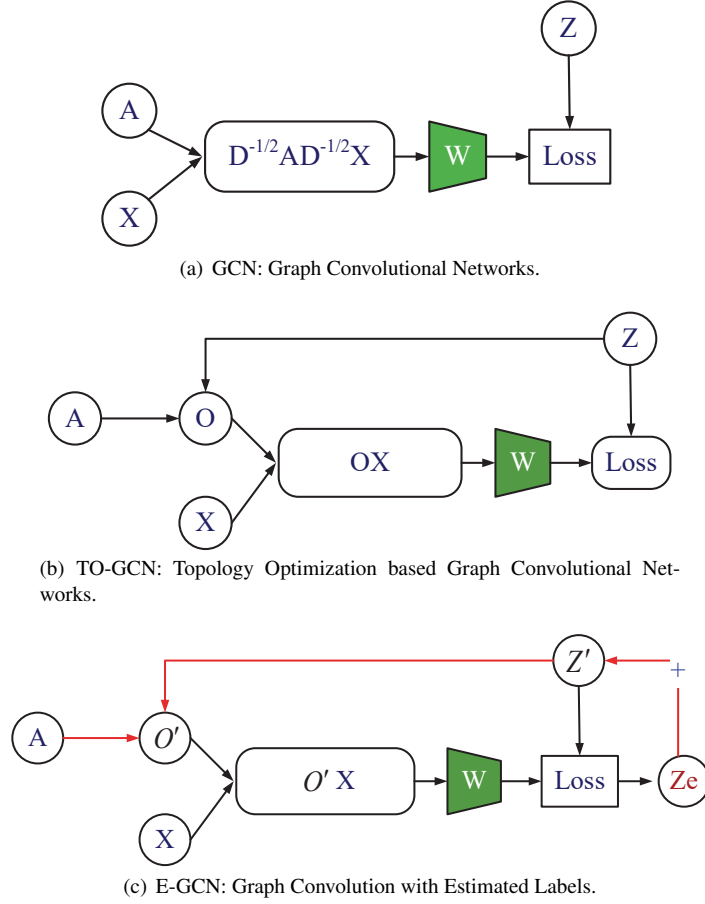 Z
A
D⁻¹/²AD⁻¹/²X
W
Loss
X
(a) GCN: Graph Convolutional Networks.
Z
A
O
OX
W
Loss
X
(b) TO-GCN: Topology Optimization based Graph Convolutional Net-
works.
Z'
+
A
O'
O' X
W
Loss
Ze
X
(c) E-GCN: Graph Convolution with Estimated Labels.